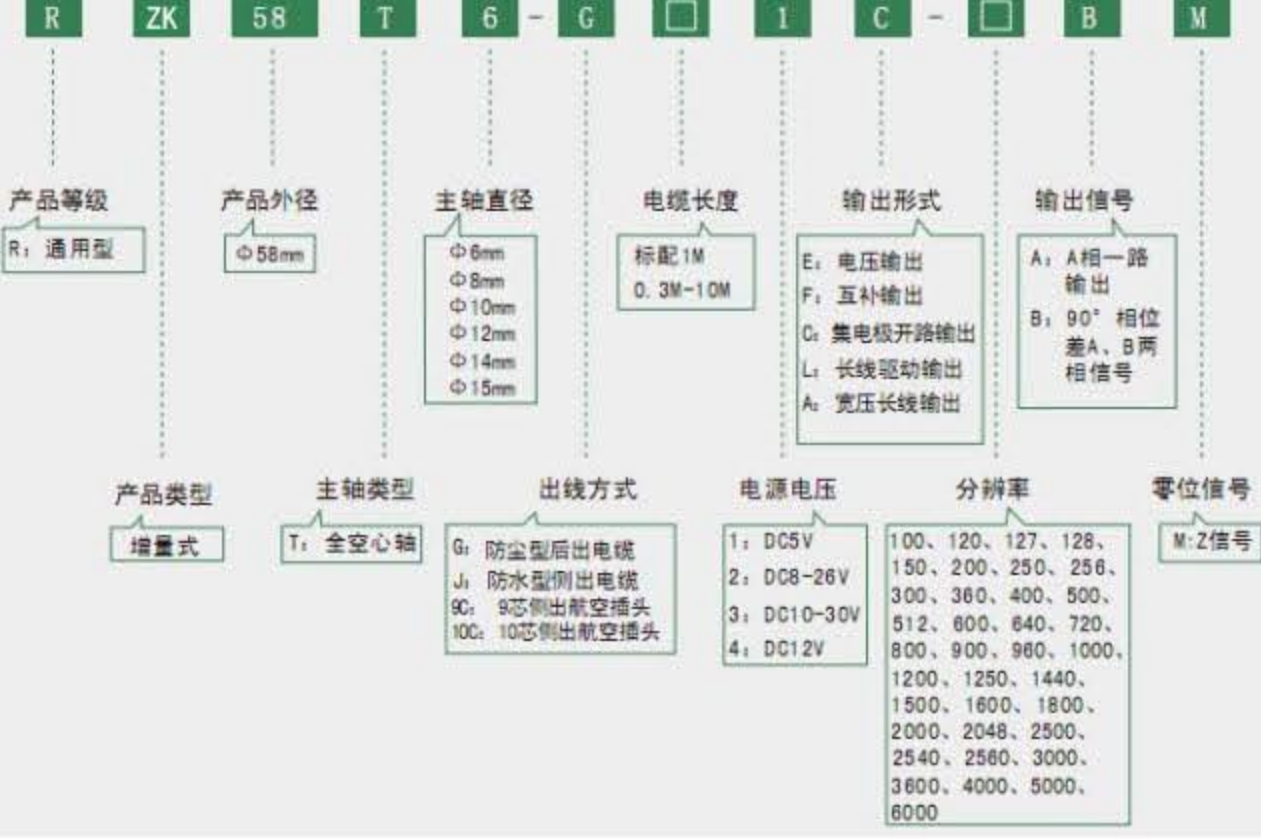 R ZK 58 T 6 - G □ 1 C - □ B M
产品等级
R: 通用型
产品外径
Φ58mm
主轴直径
Φ6mm
Φ8mm
Φ10mm
Φ12mm
Φ14mm
Φ15mm
电缆长度
标配1M
0.3M-10M
输出形式
E: 电压输出
F: 互补输出
C: 集电极开路输出
L: 长线驱动输出
A: 宽压长线输出
输出信号
A: A相一路
输出
B: 90° 相位
差A、B两
相信号
产品类型
增量式
主轴类型
T: 全空心轴
出线方式
G: 防尘型后出电缆
J: 防水型侧出电缆
9C: 9芯侧出航空插头
10C: 10芯侧出航空插头
电源电压
1: DC5V
2: DC8-26V
3: DC10-30V
4: DC12V
分辨率
100、120、127、128、
150、200、250、256、
300、360、400、500、
512、600、640、720、
800、900、960、1000、
1200、1250、1440、
1500、1600、1800、
2000、2048、2500、
2540、2560、3000、
3600、4000、5000、
6000
零位信号
M:Z信号